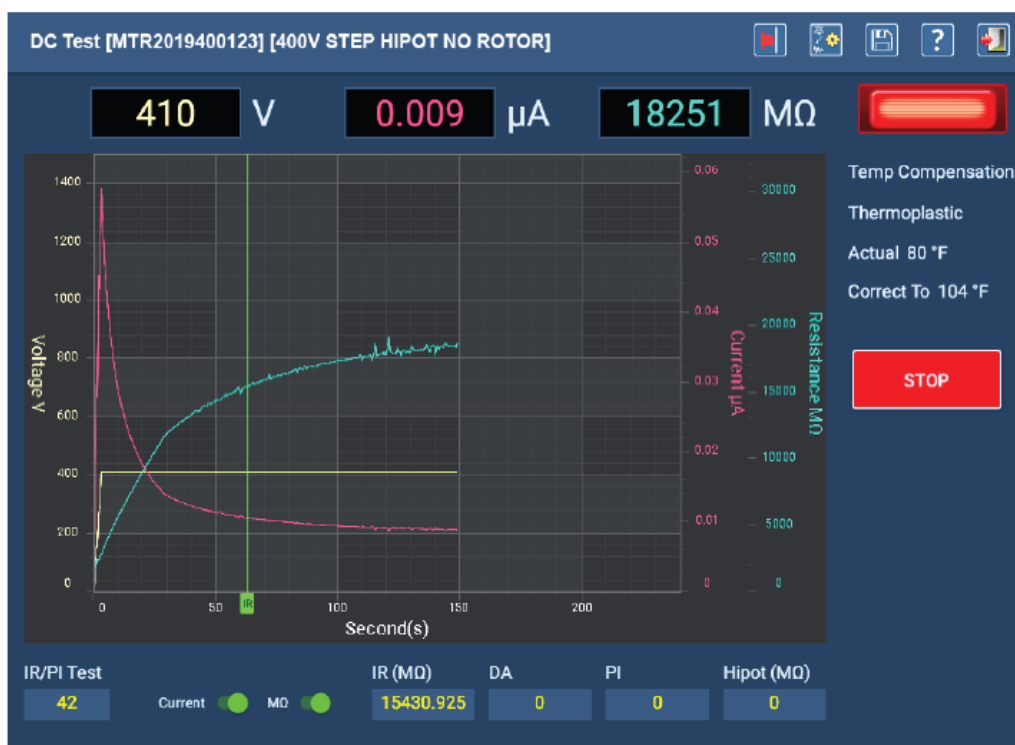 DC Test [MTR2019400123] [400V STEP HIPOT NO ROTOR]
?
410 V 0.009 µA 18251 MΩ
Temp Compensation
Thermoplastic
Actual 80 °F
Correct To 104 °F
STOP
Voltage V
1400
1200
1000
800
600
400
200
0
0.06
0.05
0.04
0.03
0.02
0.01
0
Current µA
30000
25000
20000
15000
10000
5000
0
Resistance MΩ
0 50 IR 100 150 200
Second(s)
IR/PI Test IR (MΩ) DA PI Hipot (MΩ)
42 Current MΩ 15430.925 0 0 0